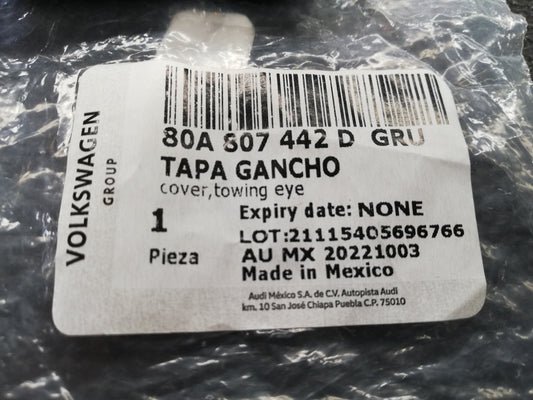 VOLKSWAGEN
GROUP
80A 807 442 D GRU
TAPA GANCHO
cover,towing eye
1
Pieza
Expiry date: NONE
LOT:21115405696766
AU MX 20221003
Made in Mexico
Audi México S.A. de C.V, Autopista Audi
km. 10 San José Chiapa Puebla C.P. 75010